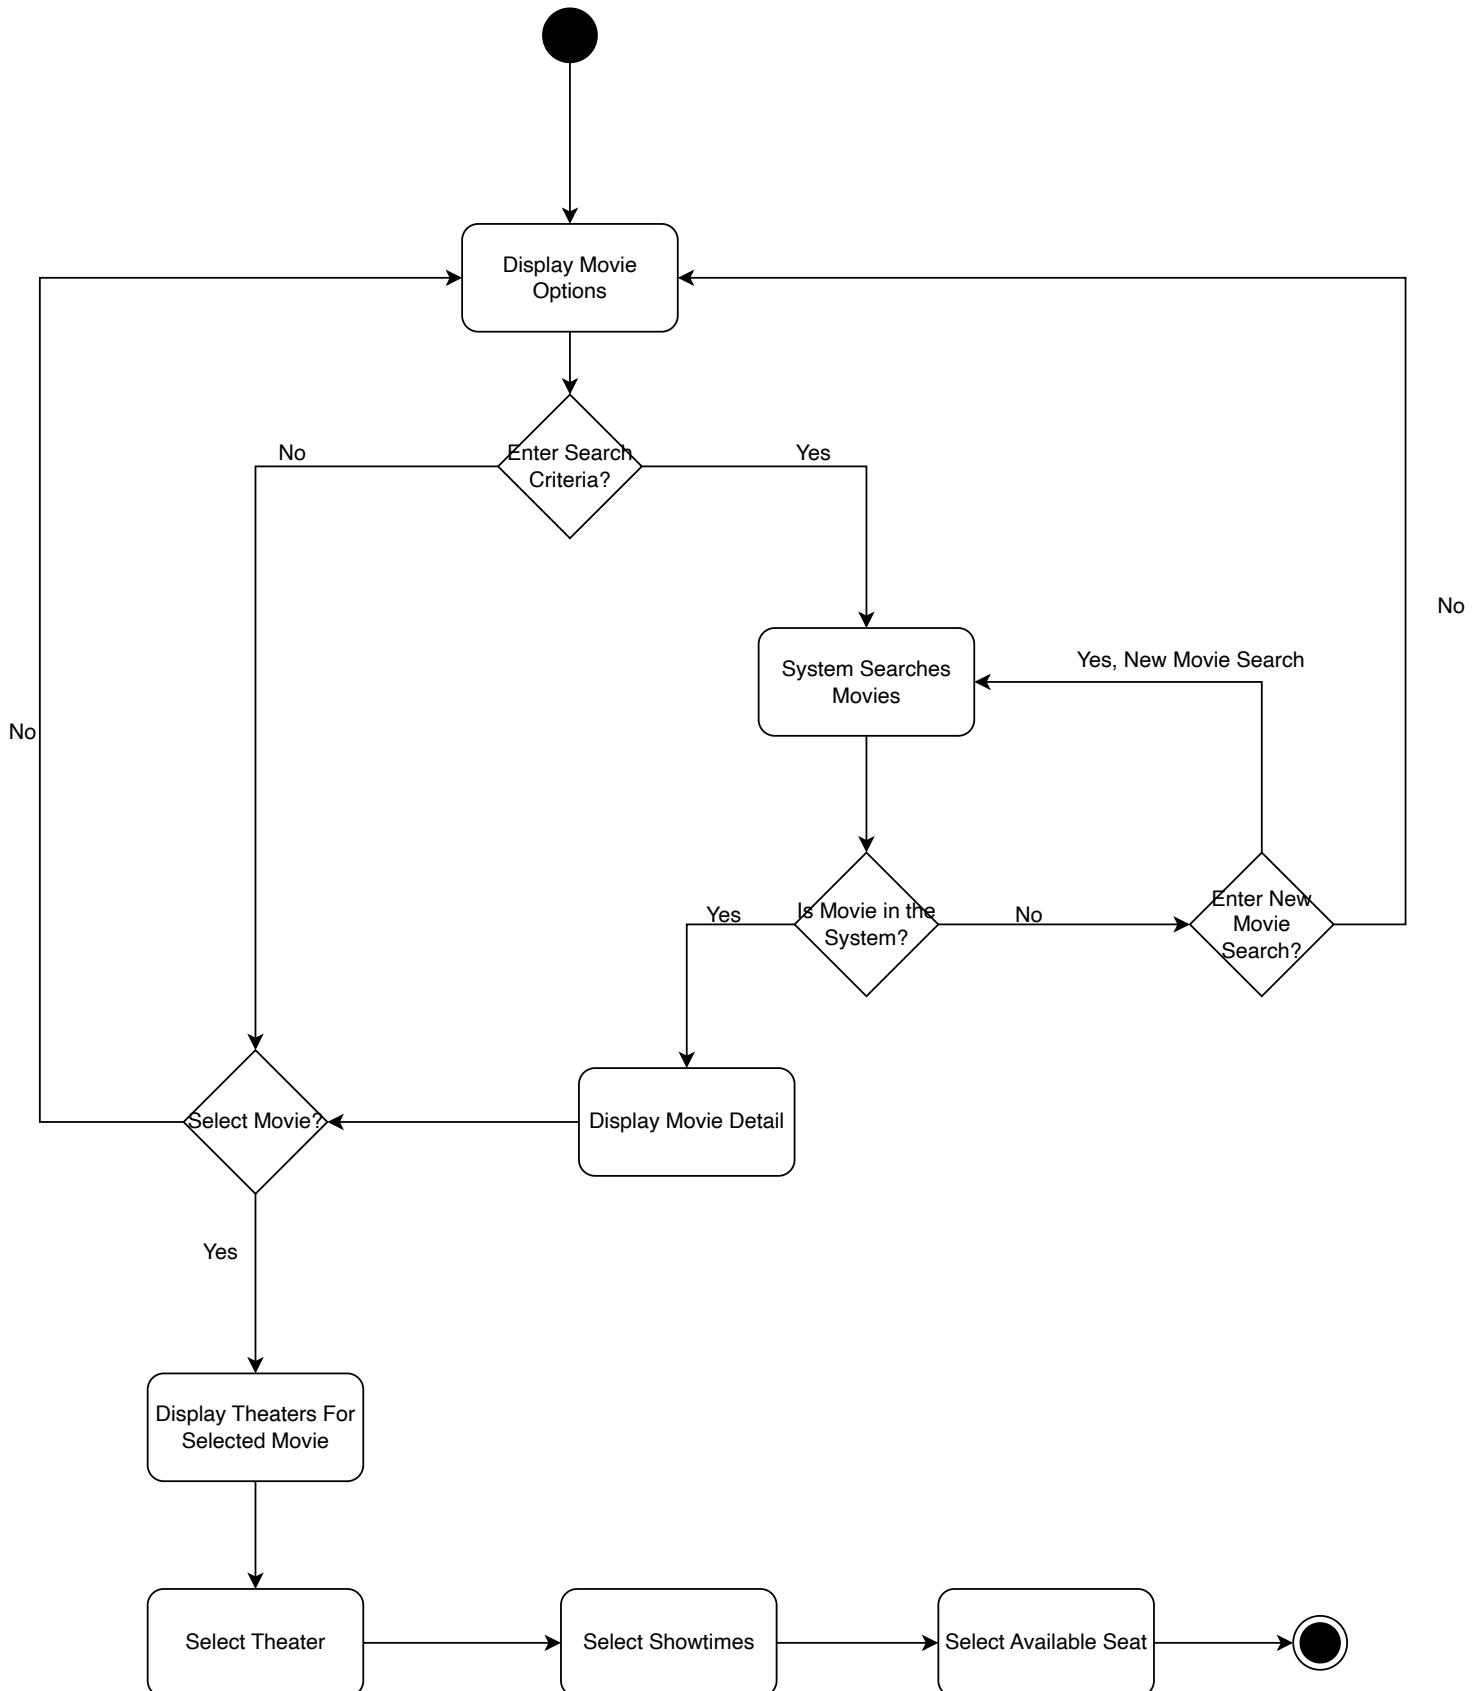 Display Movie
Options
No
Enter Search
Criteria?
Yes
No
System Searches
Movies
Yes, New Movie Search
No
Yes
Is Movie in the
System?
No
Enter New
Movie
Search?
Select Movie?
Display Movie Detail
Yes
Display Theaters For
Selected Movie
Select Theater
Select Showtimes
Select Available Seat